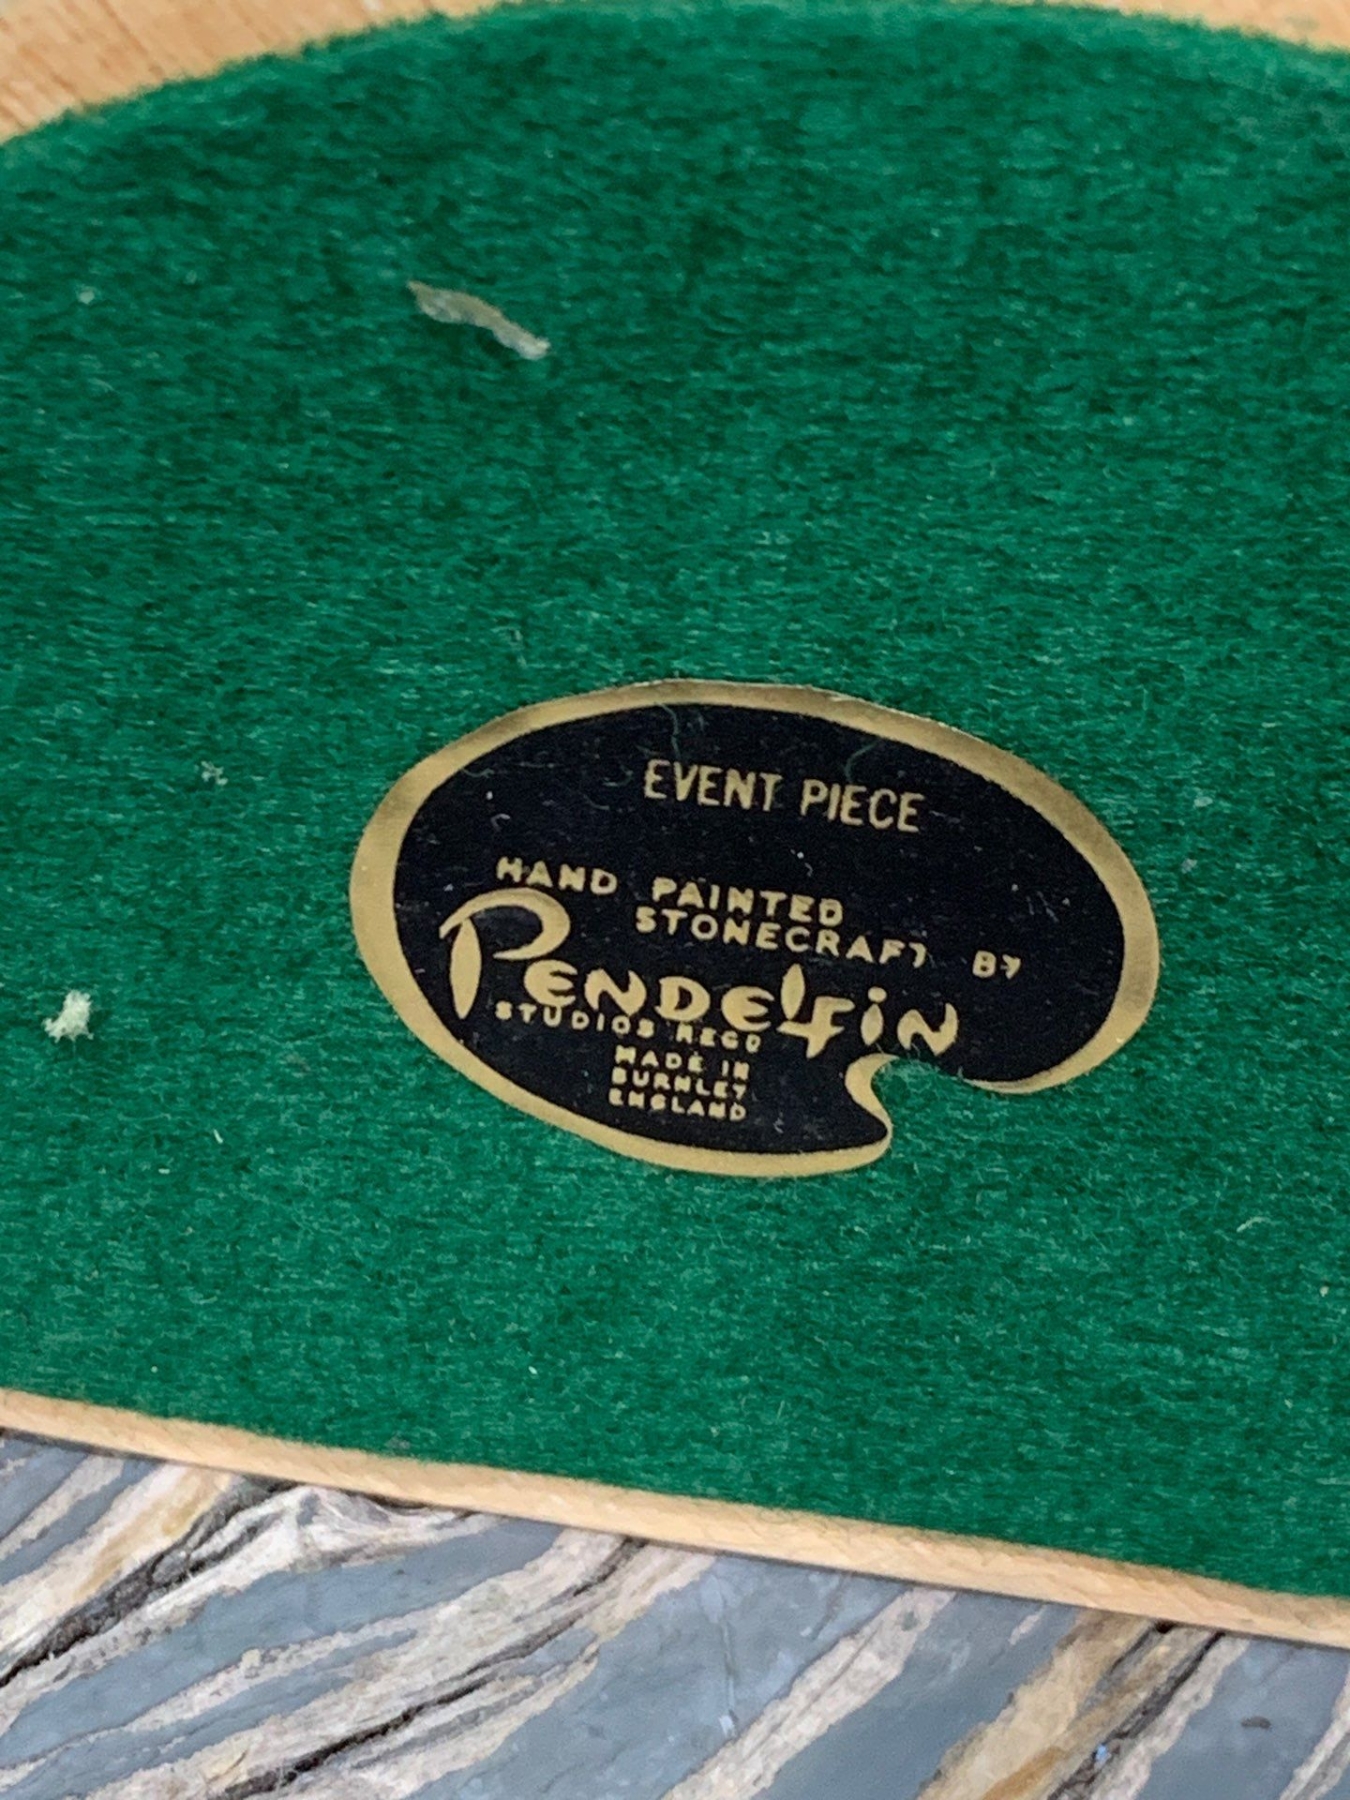 EVENT PIECE
HAND PAINTED
STONECRAFT BY
PENDELFIN
STUDIOS REGD
MADE IN
BURNLEY
ENGLAND